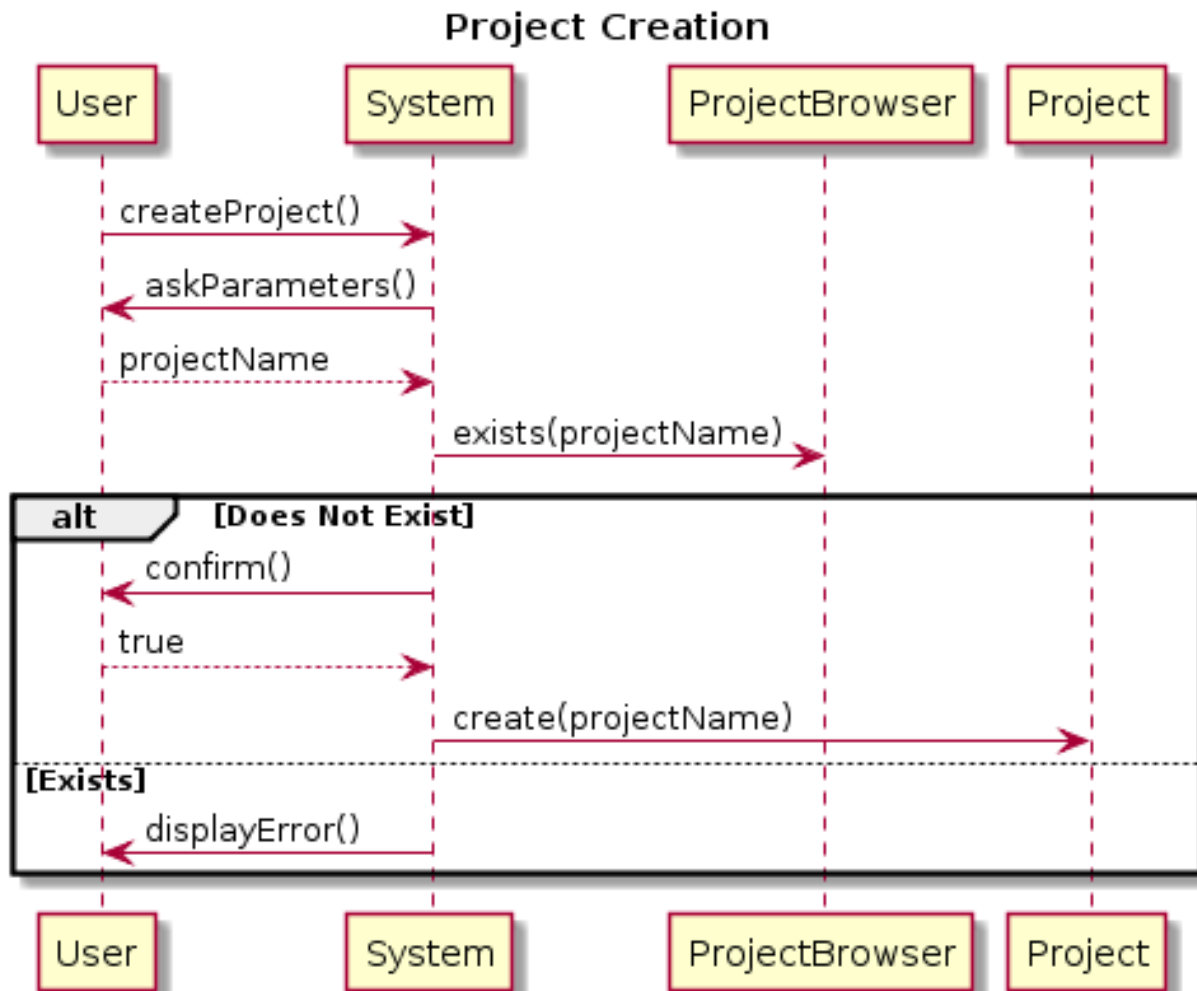 Project Creation
User System ProjectBrowser Project
createProject()
askParameters()
projectName
exists(projectName)
alt [Does Not Exist]
confirm()
true
create(projectName)
[Exists]
displayError()
User System ProjectBrowser Project